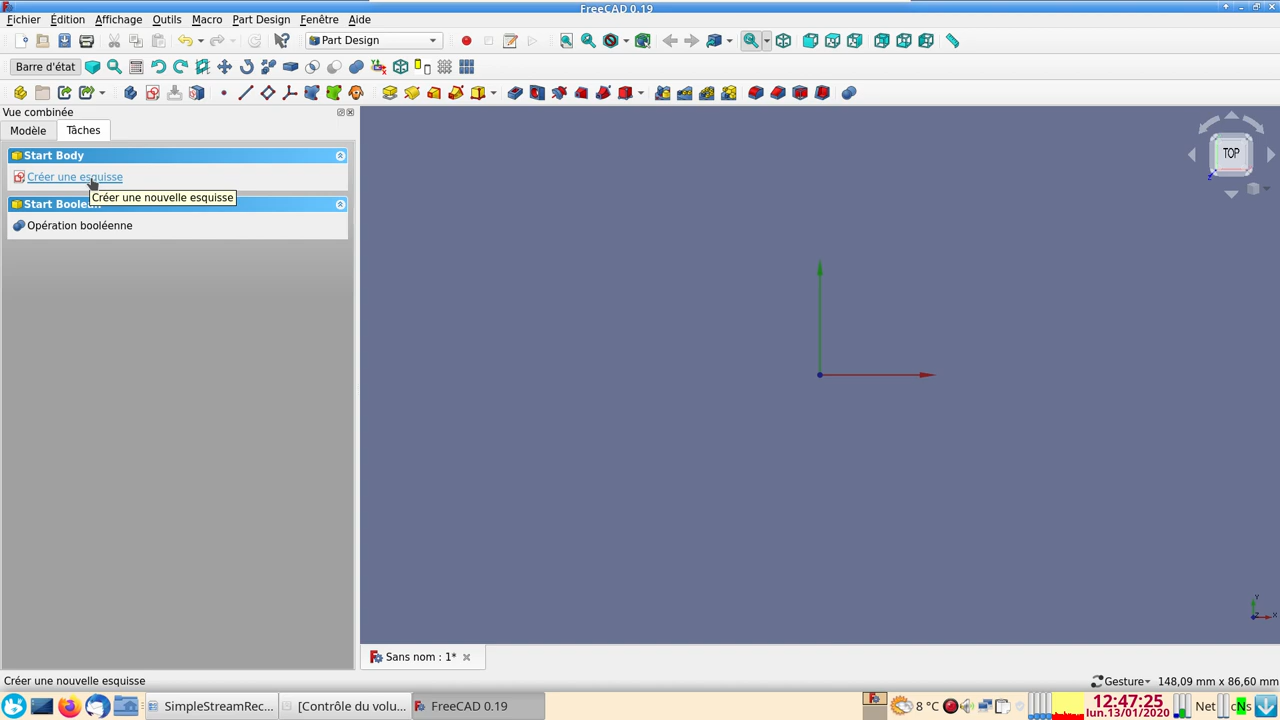 FreeCAD 0.19
Fichier Édition Affichage Outils Macro Part Design Fenêtre Aide
Part Design
Barre d'état
Vue combinée
Modèle Tâches
Start Body
Créer une esquisse
Créer une nouvelle esquisse
Start Boolea
Opération booléenne
TOP
Z
Y
X
Sans nom : 1*
Créer une nouvelle esquisse
Gesture 148,09 mm x 86,60 mm
SimpleStreamRec... [Contrôle du volu... FreeCAD 0.19
8 °C
12:47:25
lun.13/01/2020
Net
cNs